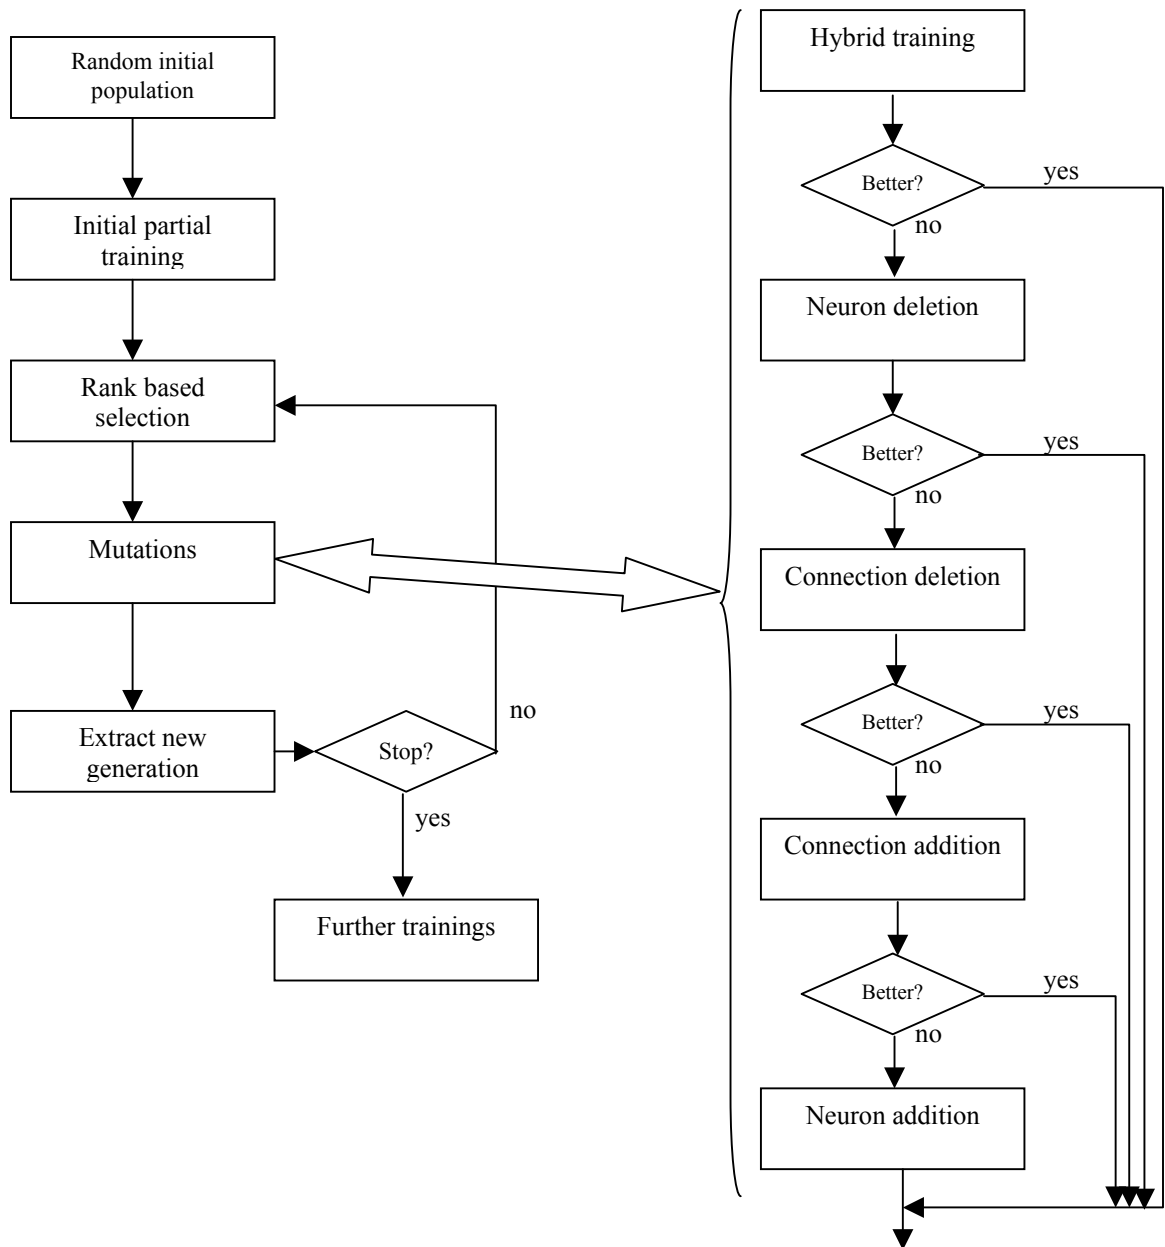 Random initial
population
Initial partial
training
Rank based
selection
Mutations
Extract new
generation
Stop?
no
yes
Further trainings
Hybrid training
Better?
yes
no
Neuron deletion
Better?
yes
no
Connection deletion
Better?
yes
no
Connection addition
Better?
yes
no
Neuron addition